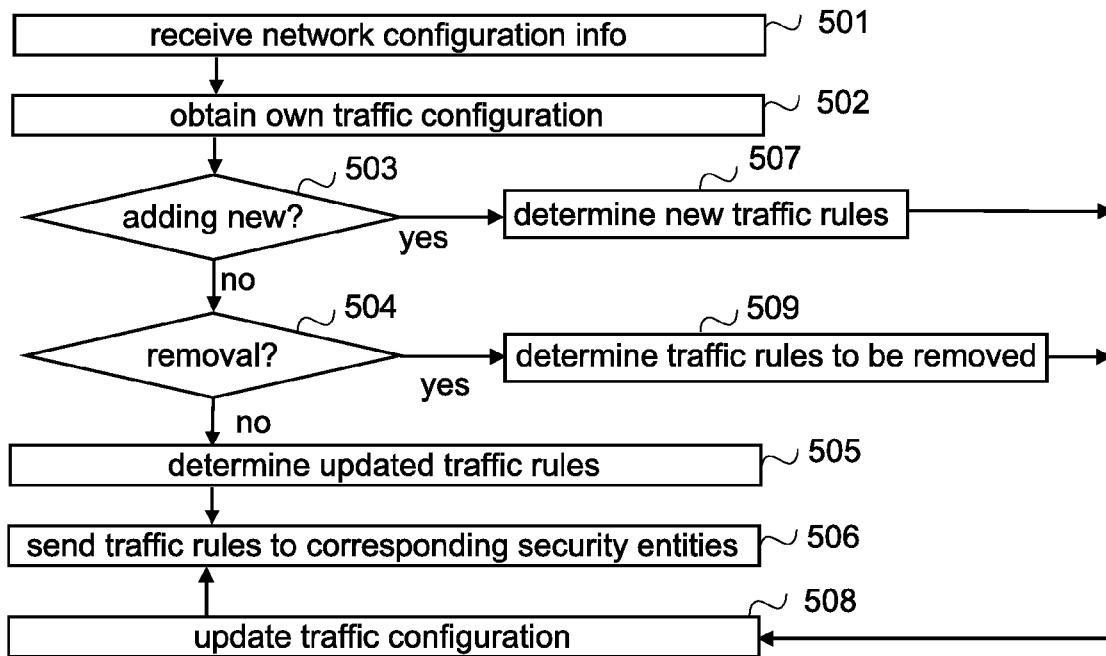 receive network configuration info
501
obtain own traffic configuration
502
503
adding new?
yes
507
determine new traffic rules
no
504
removal?
yes
509
determine traffic rules to be removed
no
determine updated traffic rules
505
send traffic rules to corresponding security entities
506
508
update traffic configuration